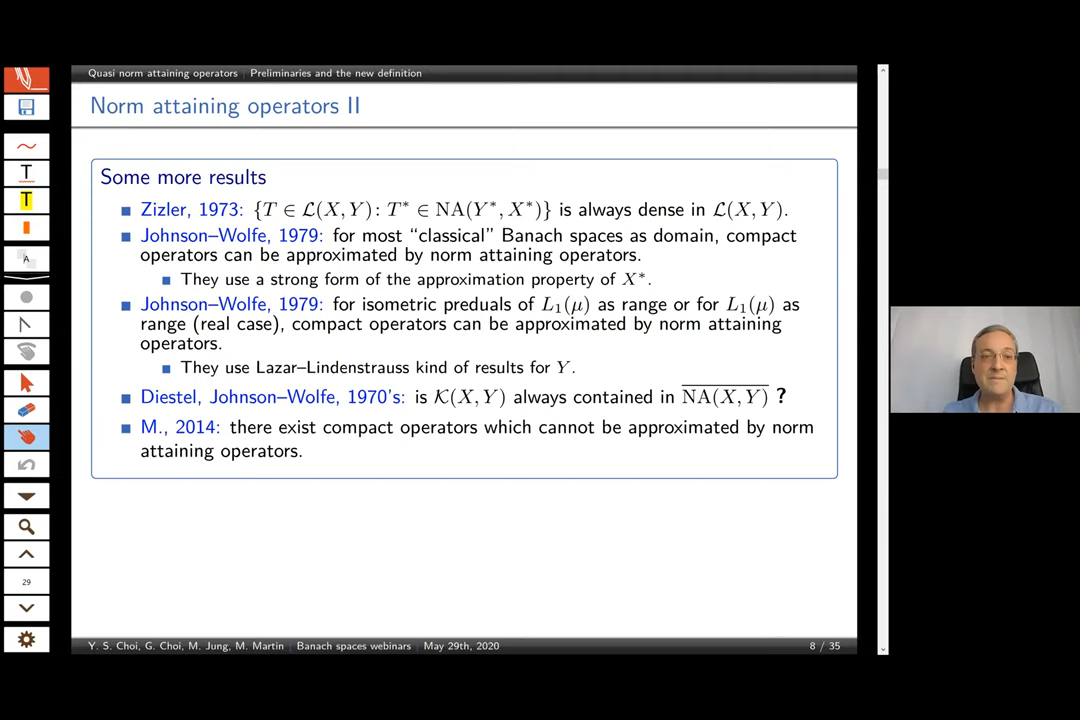 Quasi norm attaining operators | Preliminaries and the new definition
Norm attaining operators II
Some more results
Zizler, 1973: {T ∈ ℒ(X, Y): T* ∈ NA(Y*, X*)} is always dense in ℒ(X, Y).
Johnson–Wolfe, 1979: for most “classical” Banach spaces as domain, compact
operators can be approximated by norm attaining operators.
They use a strong form of the approximation property of X*.
Johnson–Wolfe, 1979: for isometric preduals of L₁(μ) as range or for L₁(μ) as
range (real case), compact operators can be approximated by norm attaining
operators.
They use Lazar–Lindenstrauss kind of results for Y.
Diestel, Johnson–Wolfe, 1970's: is 𝒦(X, Y) always contained in \overline{NA(X, Y)} ?
M., 2014: there exist compact operators which cannot be approximated by norm
attaining operators.
T
T
A
29
Y. S. Choi, G. Choi, M. Jung, M. Martin | Banach spaces webinars | May 29th, 2020 8 / 35